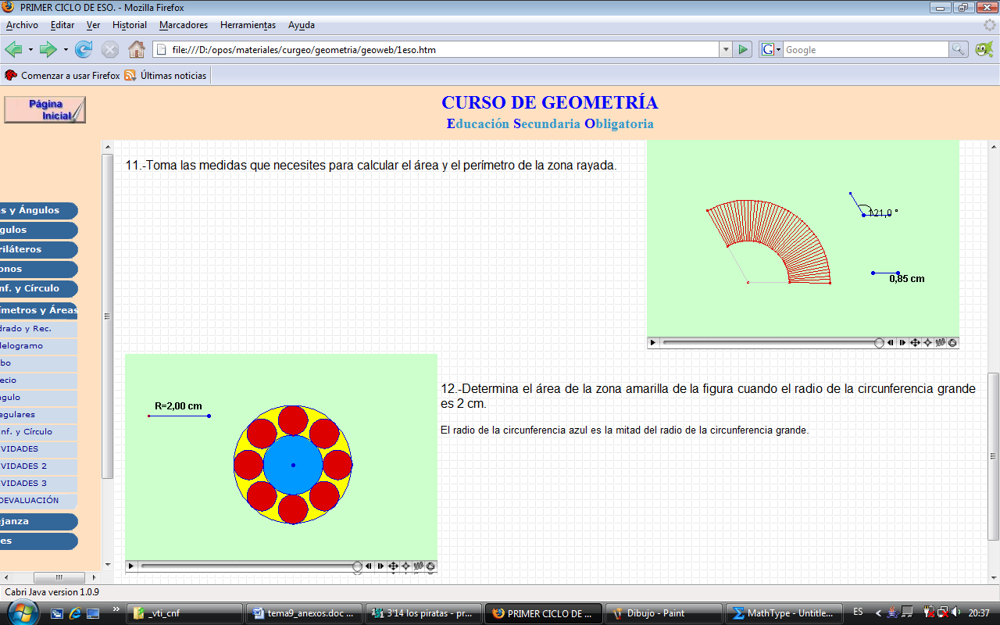 PRIMER CICLO DE ESO. - Mozilla Firefox
Archivo Editar Ver Historial Marcadores Herramientas Ayuda
file:///D:/opos/materiales/curgeo/geometria/geoweb/1eso.htm
Google
Comenzar a usar Firefox Últimas noticias
Página
Inicial
CURSO DE GEOMETRÍA
Educación Secundaria Obligatoria
11.-Toma las medidas que necesites para calcular el área y el perímetro de la zona rayada.
121,0 °
0,85 cm
s y Ángulos
gulos
riláteros
onos
nf. y Círculo
ímetros y Áreas
drado y Rec.
lelogramo
bo
ecio
ngulo
egulares
nf. y Círculo
VIDADES
VIDADES 2
VIDADES 3
DEVALUACIÓN
ejanza
es
R=2,00 cm
12.-Determina el área de la zona amarilla de la figura cuando el radio de la circunferencia grande
es 2 cm.
El radio de la circunferencia azul es la mitad del radio de la circunferencia grande.
Cabri Java version 1.0.9
_vti_cnf
tema9_anexos.doc ...
3'14 los piratas - pr...
PRIMER CICLO DE ...
Dibujo - Paint
MathType - Untitle...
ES
20:37